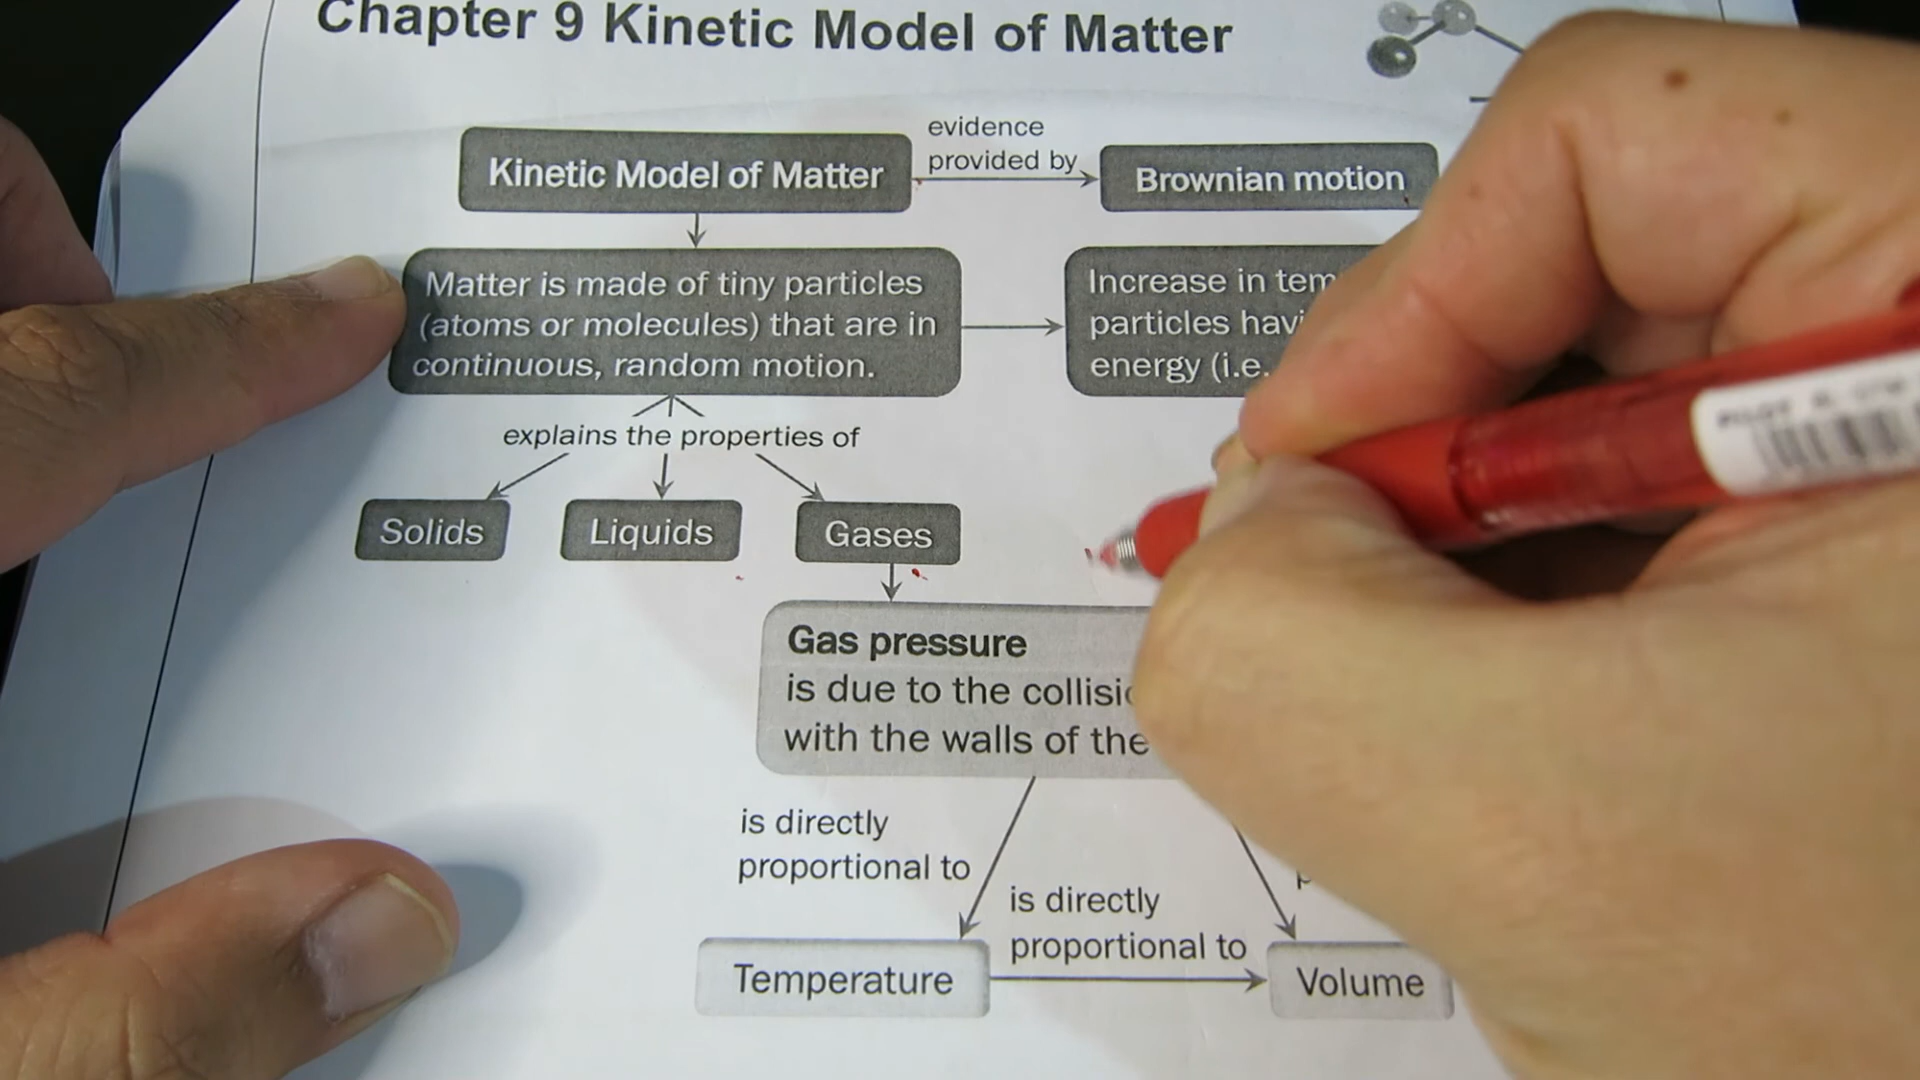 Chapter 9 Kinetic Model of Matter
evidence
provided by
Kinetic Model of Matter
Brownian motion
Matter is made of tiny particles
(atoms or molecules) that are in
continuous, random motion.
Increase in
particles
energy (i.e.
explains the properties of
Solids
Liquids
Gases
Gas pressure
is due to the
with the walls of the
is directly
proportional to
is directly
proportional to
Temperature
Volume
PILOT